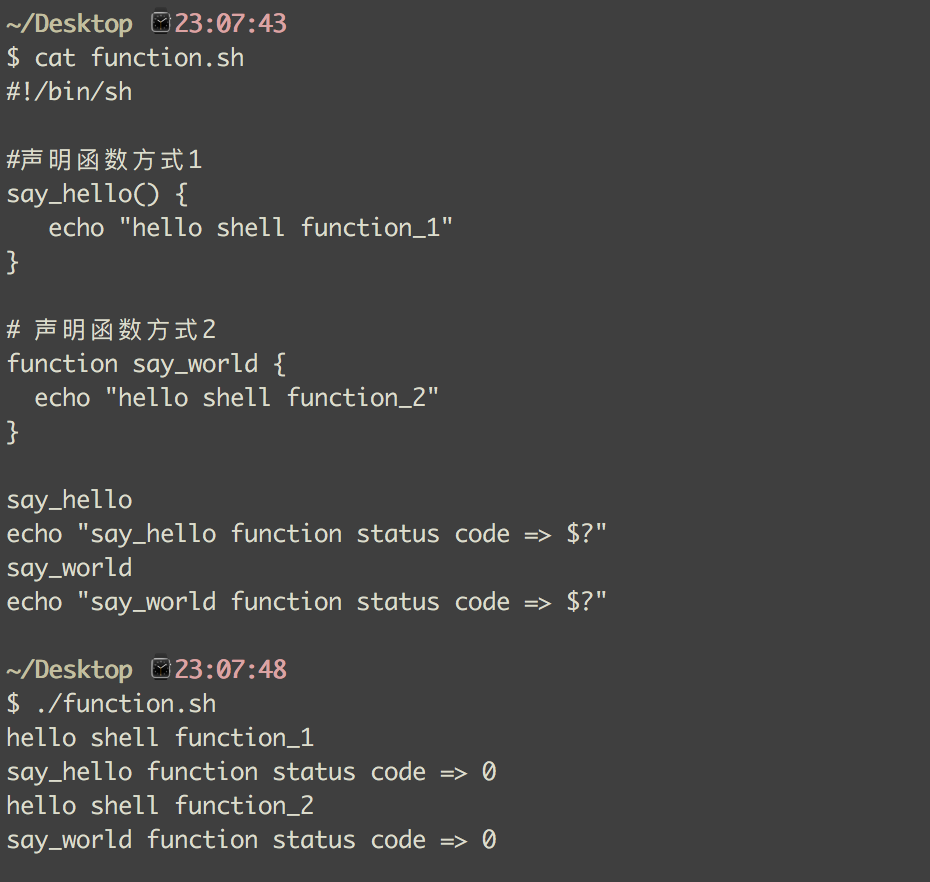 ~/Desktop ⌚23:07:43
$ cat function.sh
#!/bin/sh
#声明函数方式1
say_hello() {
   echo "hello shell function_1"
}
# 声明函数方式2
function say_world {
  echo "hello shell function_2"
}
say_hello
echo "say_hello function status code => $?"
say_world
echo "say_world function status code => $?"
~/Desktop ⌚23:07:48
$ ./function.sh
hello shell function_1
say_hello function status code => 0
hello shell function_2
say_world function status code => 0